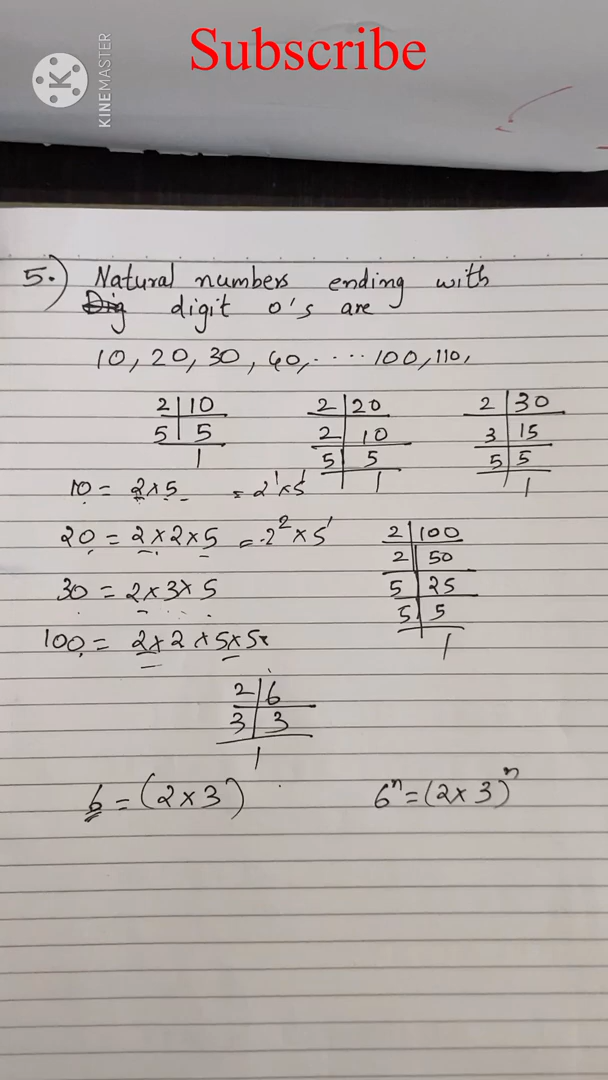 Subscribe
KINEMASTER
5.) Natural numbers ending with
Dig digit 0's are
10, 20, 30, 40, ..... 100, 110,
2 | 10
5 | 5
1
2 | 20
2 | 10
5 | 5
1
2 | 30
3 | 15
5 | 5
1
10 = 2×5 = 2¹×5¹
20 = 2×2×5 = 2²×5¹
30 = 2×3×5
100 = 2×2×5×5×
2 | 100
2 | 50
5 | 25
5 | 5
1
2 | 6
3 | 3
1
6 = (2×3)
6ⁿ = (2×3)ⁿ